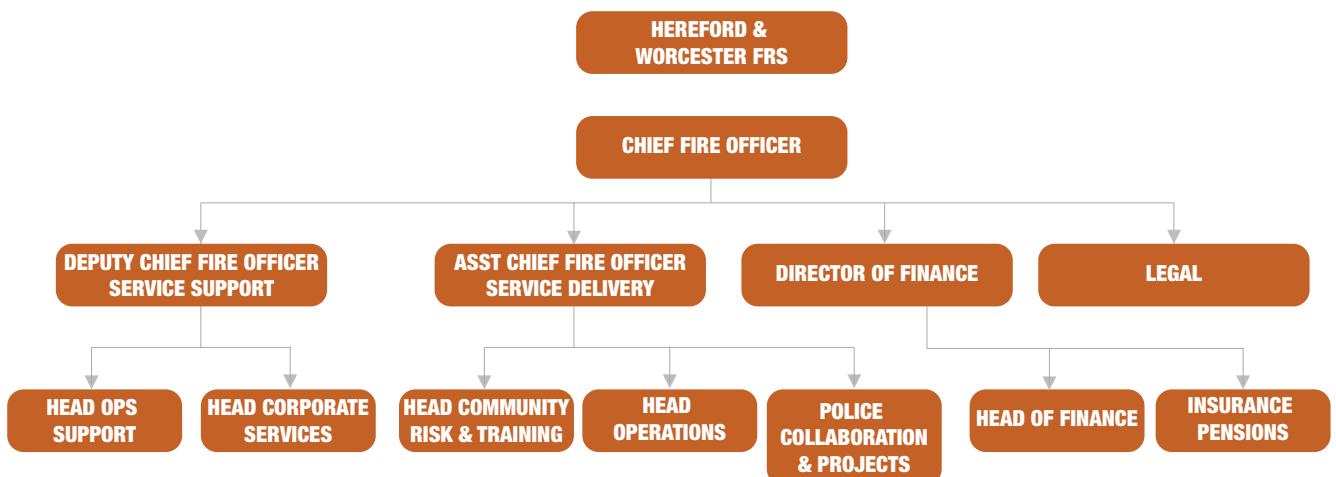 HEREFORD &
WORCESTER FRS
CHIEF FIRE OFFICER
DEPUTY CHIEF FIRE OFFICER
SERVICE SUPPORT
ASST CHIEF FIRE OFFICER
SERVICE DELIVERY
DIRECTOR OF FINANCE
LEGAL
HEAD OPS
SUPPORT
HEAD CORPORATE
SERVICES
HEAD COMMUNITY
RISK & TRAINING
HEAD
OPERATIONS
POLICE
COLLABORATION
& PROJECTS
HEAD OF FINANCE
INSURANCE
PENSIONS